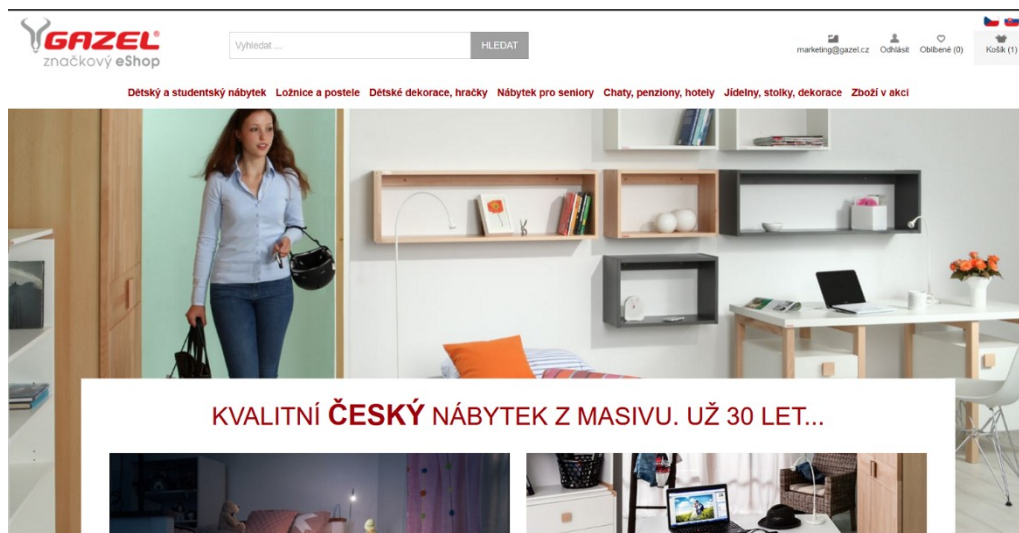 GAZEL
značkový eShop
Vyhledat ...
HLEDAT
marketing@gazel.cz
Odhlásit
Oblíbené (0)
Košík (1)
Dětský a studentský nábytek Ložnice a postele Dětské dekorace, hračky Nábytek pro seniory Chaty, penziony, hotely Jídelny, stolky, dekorace Zboží v akci
KVALITNÍ ČESKÝ NÁBYTEK Z MASIVU. UŽ 30 LET...